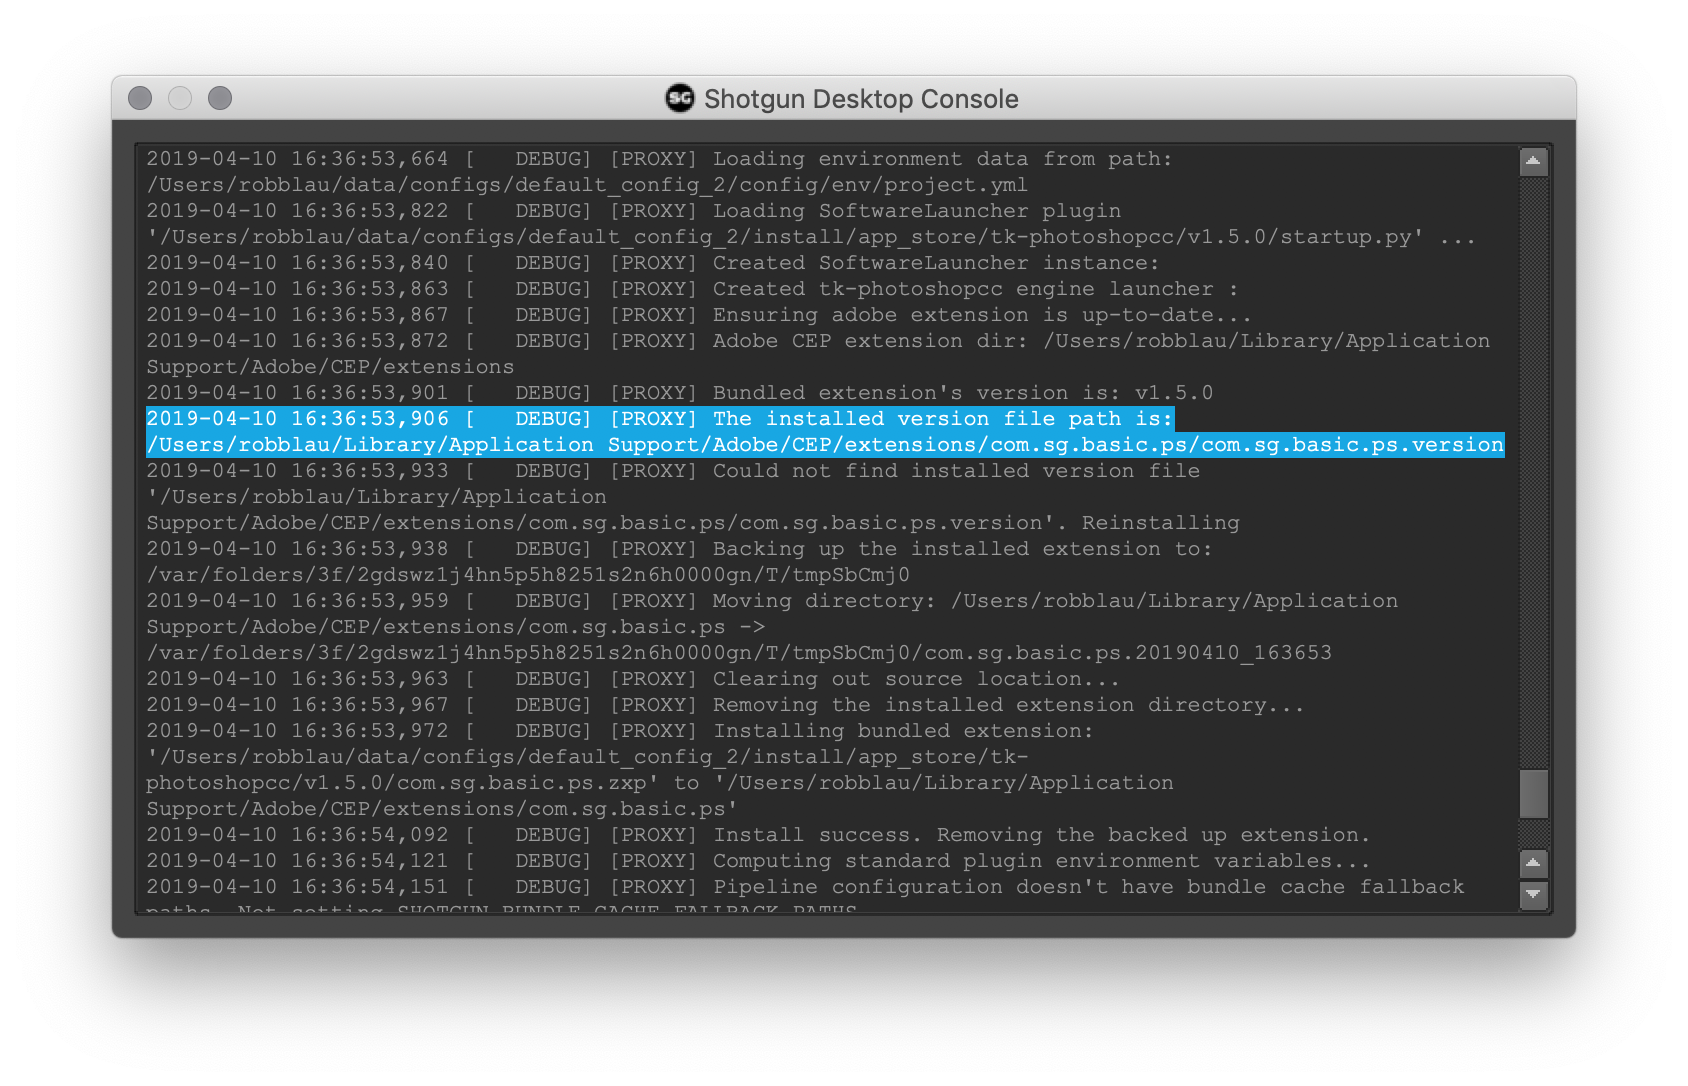 SG Shotgun Desktop Console
2019-04-10 16:36:53,664 [   DEBUG] [PROXY] Loading environment data from path:
/Users/robblau/data/configs/default_config_2/config/env/project.yml
2019-04-10 16:36:53,822 [   DEBUG] [PROXY] Loading SoftwareLauncher plugin
'/Users/robblau/data/configs/default_config_2/install/app_store/tk-photoshopcc/v1.5.0/startup.py' ...
2019-04-10 16:36:53,840 [   DEBUG] [PROXY] Created SoftwareLauncher instance:
2019-04-10 16:36:53,863 [   DEBUG] [PROXY] Created tk-photoshopcc engine launcher :
2019-04-10 16:36:53,867 [   DEBUG] [PROXY] Ensuring adobe extension is up-to-date...
2019-04-10 16:36:53,872 [   DEBUG] [PROXY] Adobe CEP extension dir: /Users/robblau/Library/Application
Support/Adobe/CEP/extensions
2019-04-10 16:36:53,901 [   DEBUG] [PROXY] Bundled extension's version is: v1.5.0
2019-04-10 16:36:53,906 [   DEBUG] [PROXY] The installed version file path is:
/Users/robblau/Library/Application Support/Adobe/CEP/extensions/com.sg.basic.ps/com.sg.basic.ps.version
2019-04-10 16:36:53,933 [   DEBUG] [PROXY] Could not find installed version file
'/Users/robblau/Library/Application
Support/Adobe/CEP/extensions/com.sg.basic.ps/com.sg.basic.ps.version'. Reinstalling
2019-04-10 16:36:53,938 [   DEBUG] [PROXY] Backing up the installed extension to:
/var/folders/3f/2gdswz1j4hn5p5h8251s2n6h0000gn/T/tmpSbCmj0
2019-04-10 16:36:53,959 [   DEBUG] [PROXY] Moving directory: /Users/robblau/Library/Application
Support/Adobe/CEP/extensions/com.sg.basic.ps ->
/var/folders/3f/2gdswz1j4hn5p5h8251s2n6h0000gn/T/tmpSbCmj0/com.sg.basic.ps.20190410_163653
2019-04-10 16:36:53,963 [   DEBUG] [PROXY] Clearing out source location...
2019-04-10 16:36:53,967 [   DEBUG] [PROXY] Removing the installed extension directory...
2019-04-10 16:36:53,972 [   DEBUG] [PROXY] Installing bundled extension:
'/Users/robblau/data/configs/default_config_2/install/app_store/tk-
photoshopcc/v1.5.0/com.sg.basic.ps.zxp' to '/Users/robblau/Library/Application
Support/Adobe/CEP/extensions/com.sg.basic.ps'
2019-04-10 16:36:54,092 [   DEBUG] [PROXY] Install success. Removing the backed up extension.
2019-04-10 16:36:54,121 [   DEBUG] [PROXY] Computing standard plugin environment variables...
2019-04-10 16:36:54,151 [   DEBUG] [PROXY] Pipeline configuration doesn't have bundle cache fallback
paths. Not setting SHOTGUN_BUNDLE_CACHE_FALLBACK_PATHS.